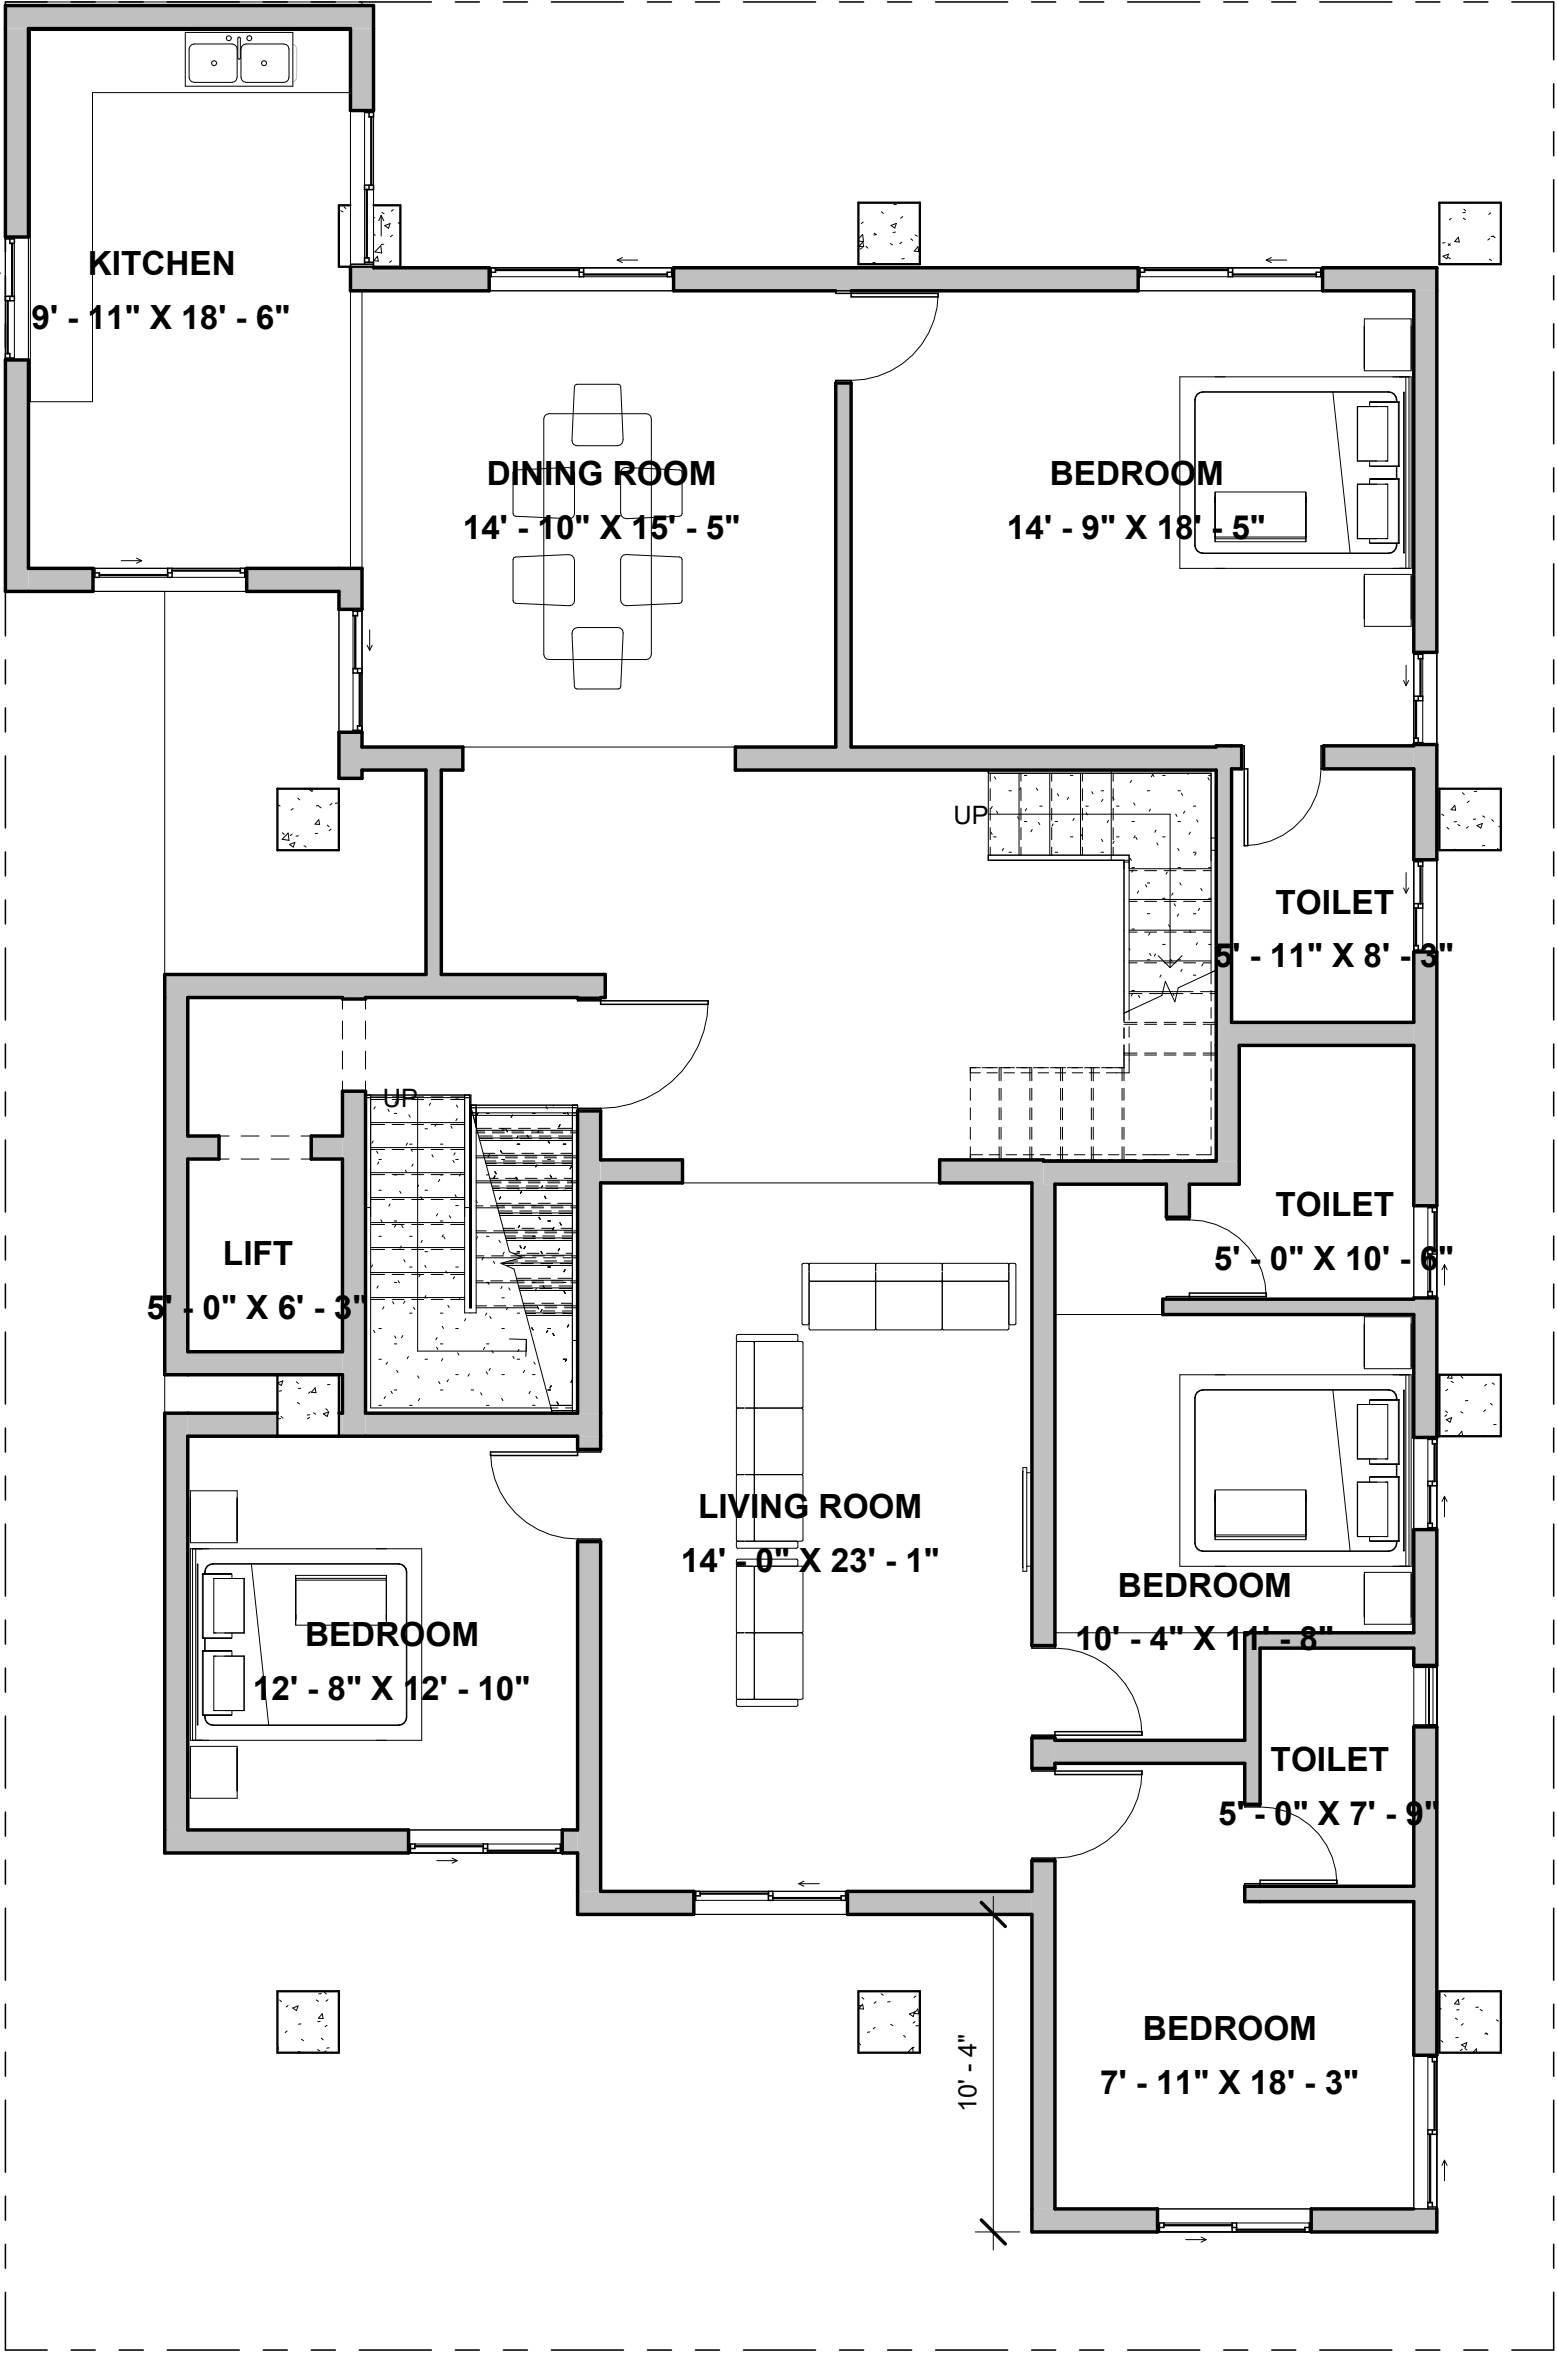 KITCHEN
9' - 11" X 18' - 6"
DINING ROOM
14' - 10" X 15' - 5"
BEDROOM
14' - 9" X 18' - 5"
UP
TOILET
5' - 11" X 8' - 3"
UP
LIFT
5' - 0" X 6' - 3"
TOILET
5' - 0" X 10' - 6"
LIVING ROOM
14' - 0" X 23' - 1"
BEDROOM
10' - 4" X 11' - 8"
BEDROOM
12' - 8" X 12' - 10"
TOILET
5' - 0" X 7' - 9"
10' - 4"
BEDROOM
7' - 11" X 18' - 3"